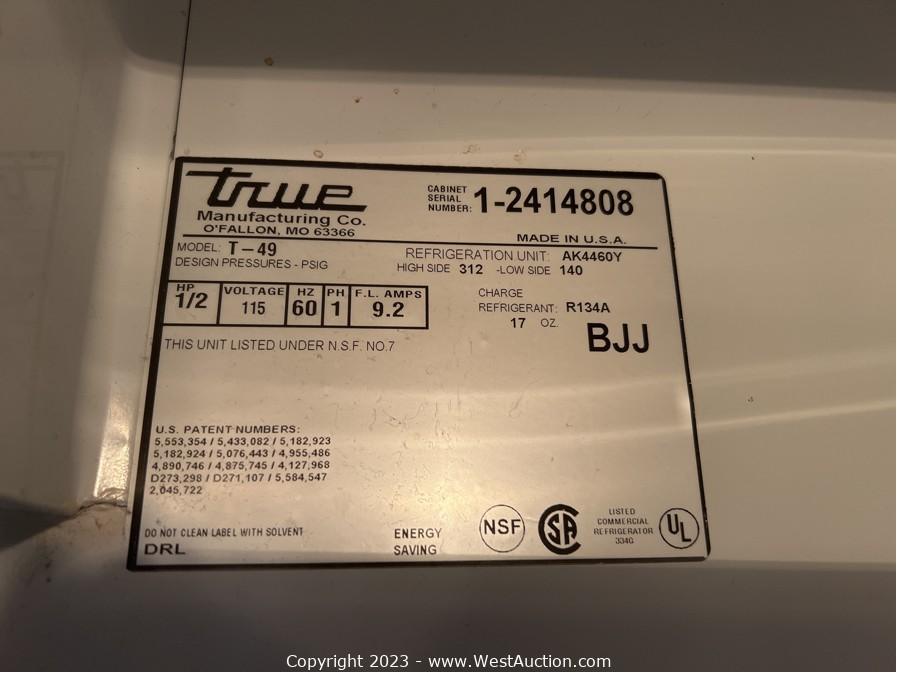 true
Manufacturing Co.
O'FALLON, MO 63366
CABINET SERIAL NUMBER: 1-2414808
MADE IN U.S.A.
MODEL: T-49
REFRIGERATION UNIT: AK4460Y
DESIGN PRESSURES - PSIG
HIGH SIDE 312 -LOW SIDE 140
HP 1/2
VOLTAGE 115
HZ 60
PH 1
F.L. AMPS 9.2
CHARGE
REFRIGERANT: R134A
17 OZ.
BJJ
THIS UNIT LISTED UNDER N.S.F. NO.7
U.S. PATENT NUMBERS:
5,553,354 / 5,433,082 / 5,182,923
5,182,924 / 5,076,443 / 4,955,486
4,890,746 / 4,875,745 / 4,127,968
D273,298 / D271,107 / 5,584,547
2,045,722
DO NOT CLEAN LABEL WITH SOLVENT
DRL
ENERGY
SAVING
NSF
SA
LISTED
COMMERCIAL
REFRIGERATOR
334G
UL
Copyright 2023 - www.WestAuction.com